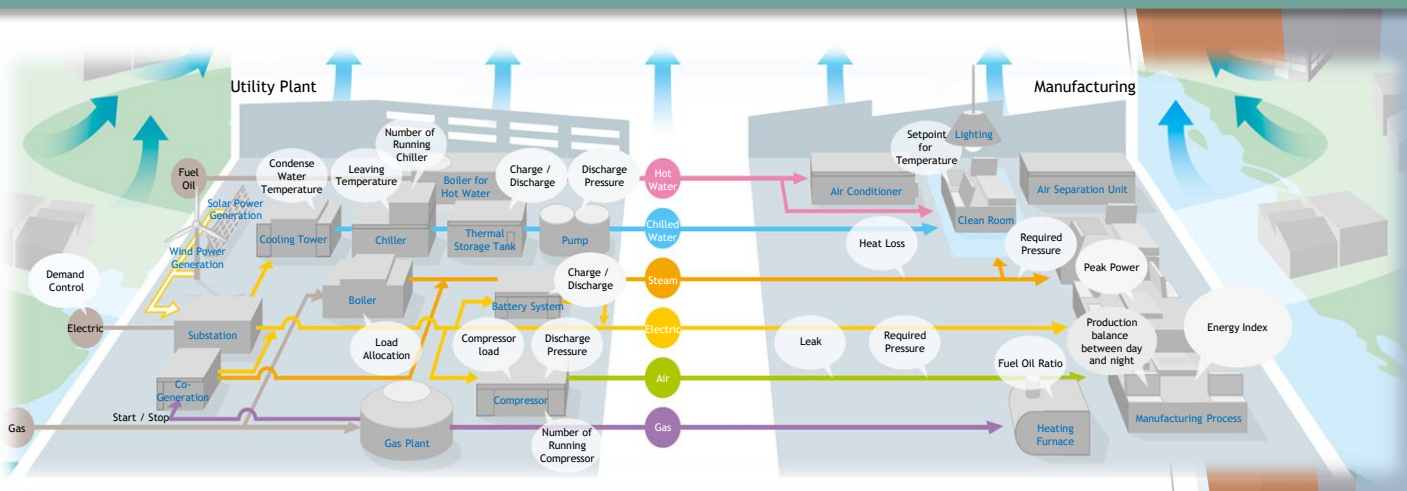 Utility Plant
Manufacturing
Number of
Running
Chiller
Condense
Water
Temperature
Leaving
Temperature
Charge /
Discharge
Discharge
Pressure
Setpoint
for
Temperature
Lighting
Fuel
Oil
Boiler for
Hot Water
Hot
Water
Air Conditioner
Air Separation Unit
Solar Power
Generation
Cooling Tower
Chiller
Thermal
Storage Tank
Pump
Chilled
Water
Clean Room
Wind Power
Generation
Heat Loss
Required
Pressure
Demand
Control
Boiler
Battery System
Charge /
Discharge
Steam
Peak Power
Electric
Substation
Load
Allocation
Compressor
load
Discharge
Pressure
Electric
Leak
Required
Pressure
Production
balance
between day
and night
Energy Index
Fuel Oil Ratio
Co-
Generation
Start / Stop
Compressor
Air
Gas
Gas Plant
Number of
Running
Compressor
Gas
Heating
Furnace
Manufacturing Process